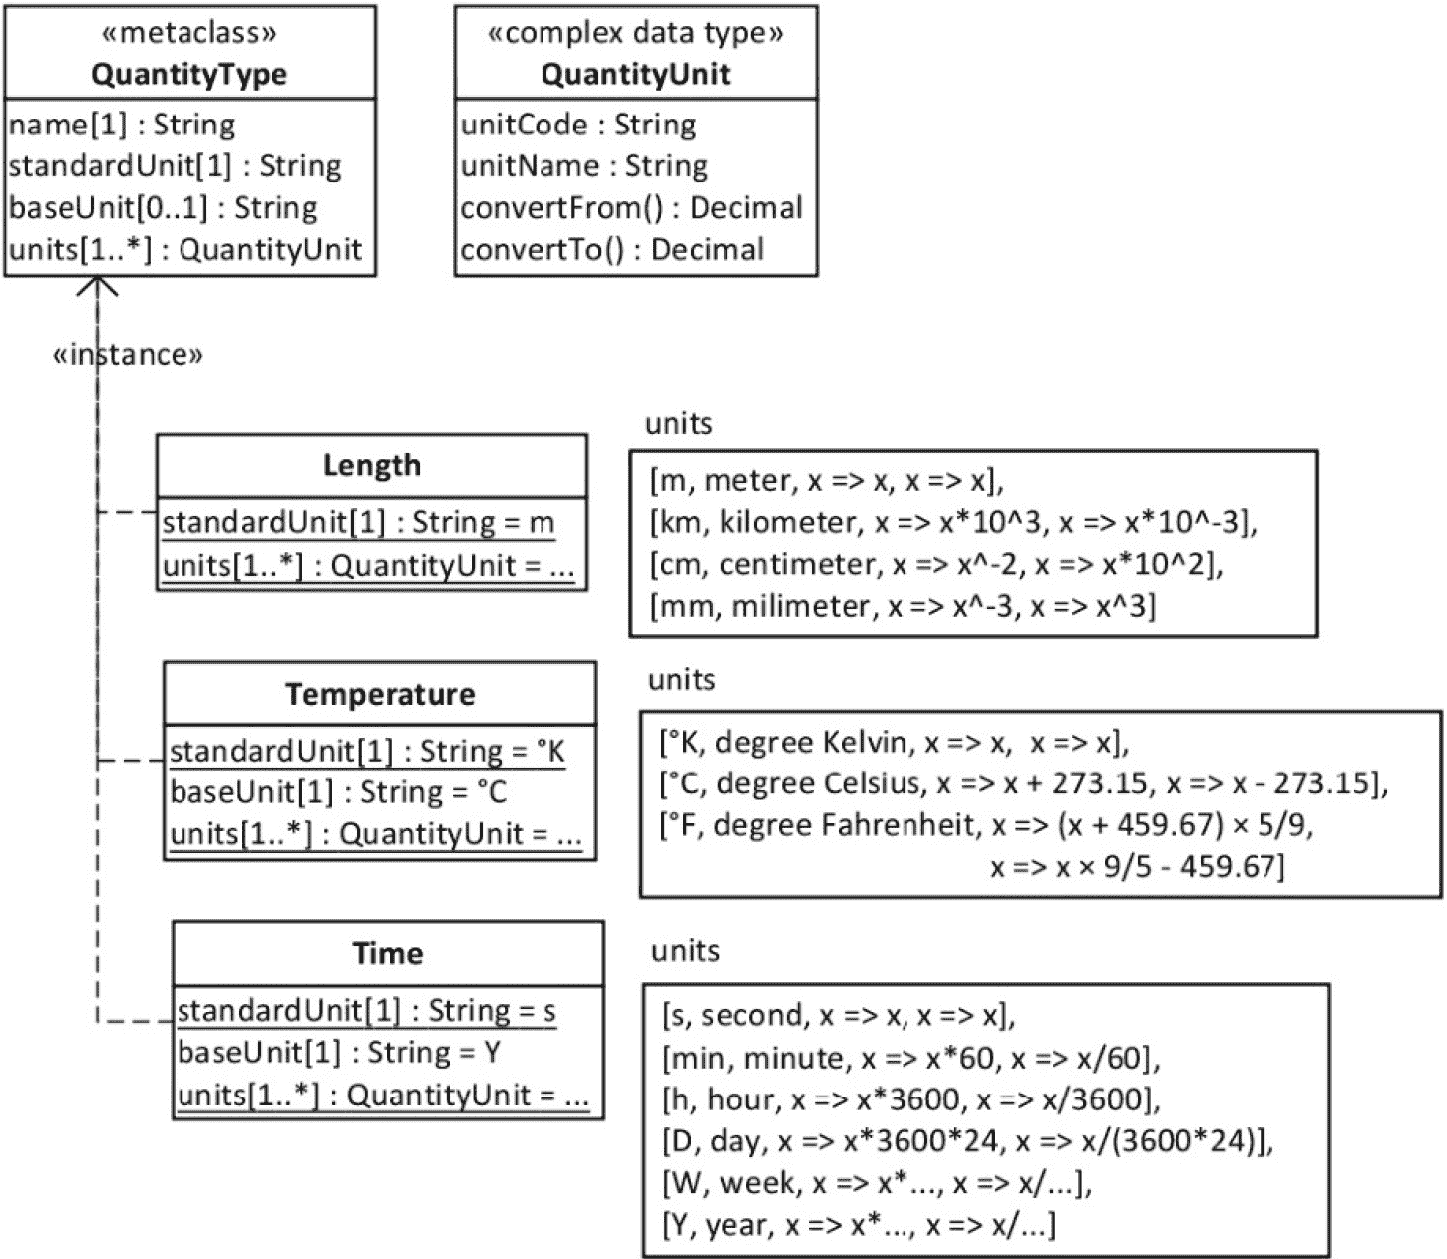 «metaclass»
QuantityType
name[1] : String
standardUnit[1] : String
baseUnit[0..1] : String
units[1..*] : QuantityUnit
«complex data type»
QuantityUnit
unitCode : String
unitName : String
convertFrom() : Decimal
convertTo() : Decimal
«instance»
Length
standardUnit[1] : String = m
units[1..*] : QuantityUnit = ...
units
[m, meter, x => x, x => x],
[km, kilometer, x => x*10^3, x => x*10^-3],
[cm, centimeter, x => x^-2, x => x*10^2],
[mm, milimeter, x => x^-3, x => x^3]
Temperature
standardUnit[1] : String = °K
baseUnit[1] : String = °C
units[1..*] : QuantityUnit = ...
units
[°K, degree Kelvin, x => x, x => x],
[°C, degree Celsius, x => x + 273.15, x => x - 273.15],
[°F, degree Fahrenheit, x => (x + 459.67) × 5/9,
x => x × 9/5 - 459.67]
Time
standardUnit[1] : String = s
baseUnit[1] : String = Y
units[1..*] : QuantityUnit = ...
units
[s, second, x => x, x => x],
[min, minute, x => x*60, x => x/60],
[h, hour, x => x*3600, x => x/3600],
[D, day, x => x*3600*24, x => x/(3600*24)],
[W, week, x => x*..., x => x/...],
[Y, year, x => x*..., x => x/...]